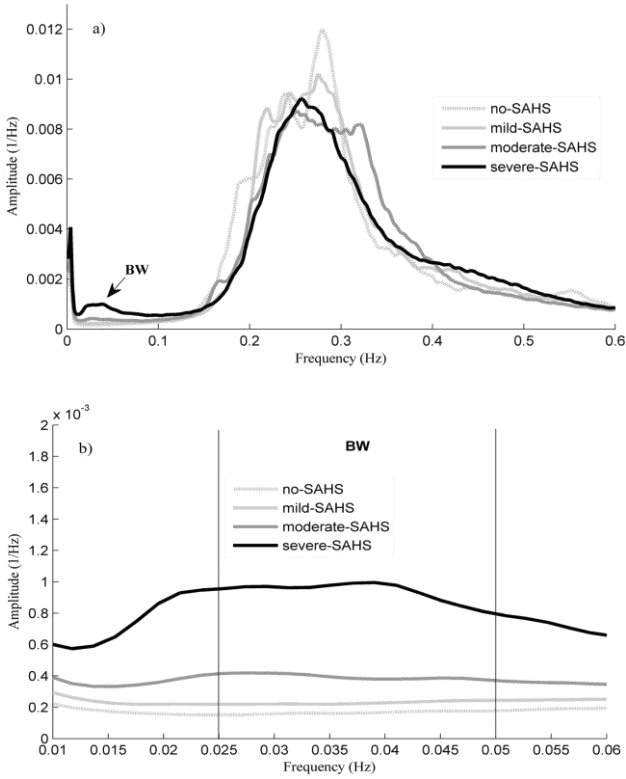 a)
0.012
0.01
0.008
0.006
0.004
0.002
0
Amplitude (1/Hz)
no-SAHS
mild-SAHS
moderate-SAHS
severe-SAHS
BW
0 0.1 0.2 0.3 0.4 0.5 0.6
Frequency (Hz)
x 10⁻³
b)
BW
2
1.8
1.6
1.4
1.2
1
0.8
0.6
0.4
0.2
0
Amplitude (1/Hz)
no-SAHS
mild-SAHS
moderate-SAHS
severe-SAHS
0.01 0.015 0.02 0.025 0.03 0.035 0.04 0.045 0.05 0.055 0.06
Frequency (Hz)